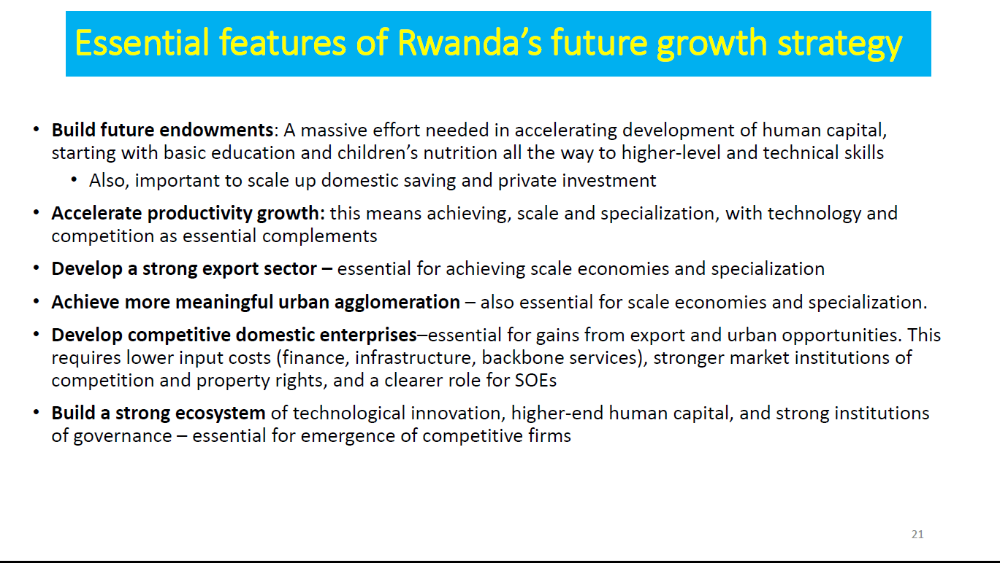 Essential features of Rwanda’s future growth strategy
• Build future endowments: A massive effort needed in accelerating development of human capital,
starting with basic education and children’s nutrition all the way to higher-level and technical skills
• Also, important to scale up domestic saving and private investment
• Accelerate productivity growth: this means achieving, scale and specialization, with technology and
competition as essential complements
• Develop a strong export sector – essential for achieving scale economies and specialization
• Achieve more meaningful urban agglomeration – also essential for scale economies and specialization.
• Develop competitive domestic enterprises–essential for gains from export and urban opportunities. This
requires lower input costs (finance, infrastructure, backbone services), stronger market institutions of
competition and property rights, and a clearer role for SOEs
• Build a strong ecosystem of technological innovation, higher-end human capital, and strong institutions
of governance – essential for emergence of competitive firms
21